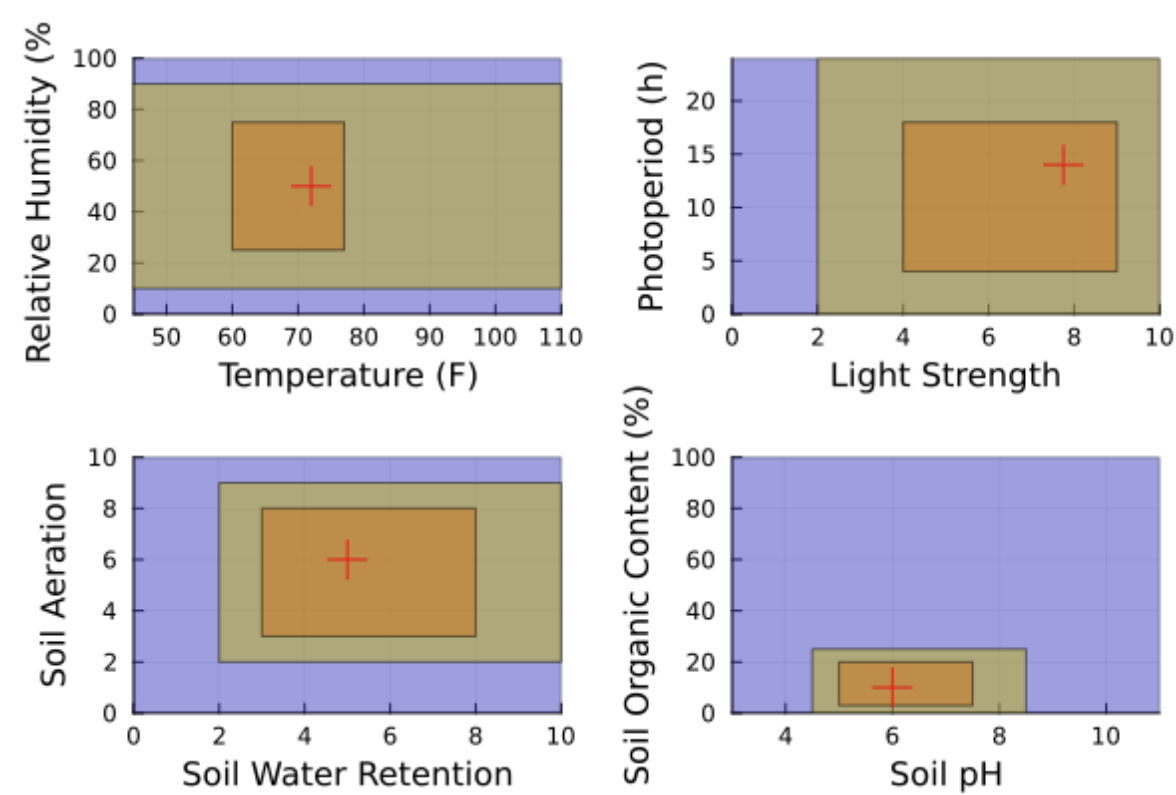 Relative Humidity (%
100
80
60
40
20
0
50 60 70 80 90 100 110
Temperature (F)
Photoperiod (h)
20
15
10
5
0
0 2 4 6 8 10
Light Strength
Soil Aeration
10
8
6
4
2
0
0 2 4 6 8 10
Soil Water Retention
Soil Organic Content (%)
100
80
60
40
20
0
4 6 8 10
Soil pH